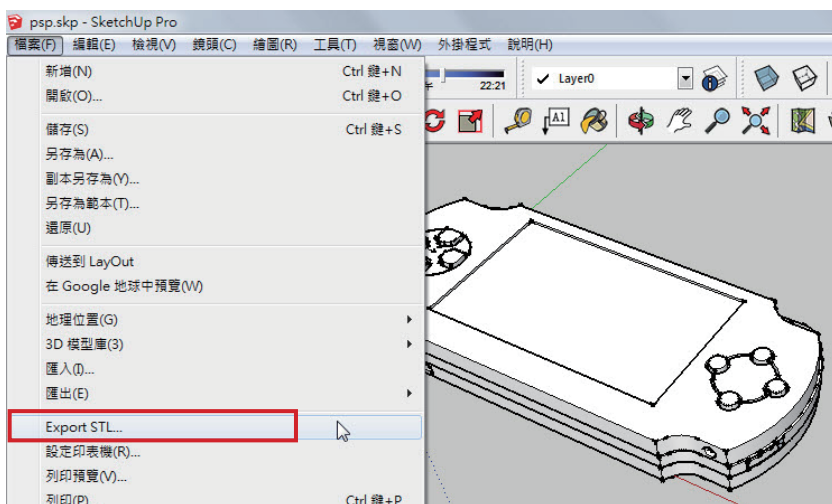 psp.skp - SketchUp Pro
檔案(F) 編輯(E) 檢視(V) 鏡頭(C) 繪圖(R) 工具(T) 視窗(W) 外掛程式 說明(H)
新增(N) Ctrl 鍵+N
開啟(O)... Ctrl 鍵+O
22:21
Layer0
儲存(S) Ctrl 鍵+S
A1
另存為(A)...
副本另存為(Y)...
另存為範本(T)...
還原(U)
傳送到 LayOut
在 Google 地球中預覽(W)
地理位置(G)
3D 模型庫(3)
匯入(I)...
匯出(E)
Export STL...
設定印表機(R)...
列印預覽(V)...
列印(P)... Ctrl 鍵+P